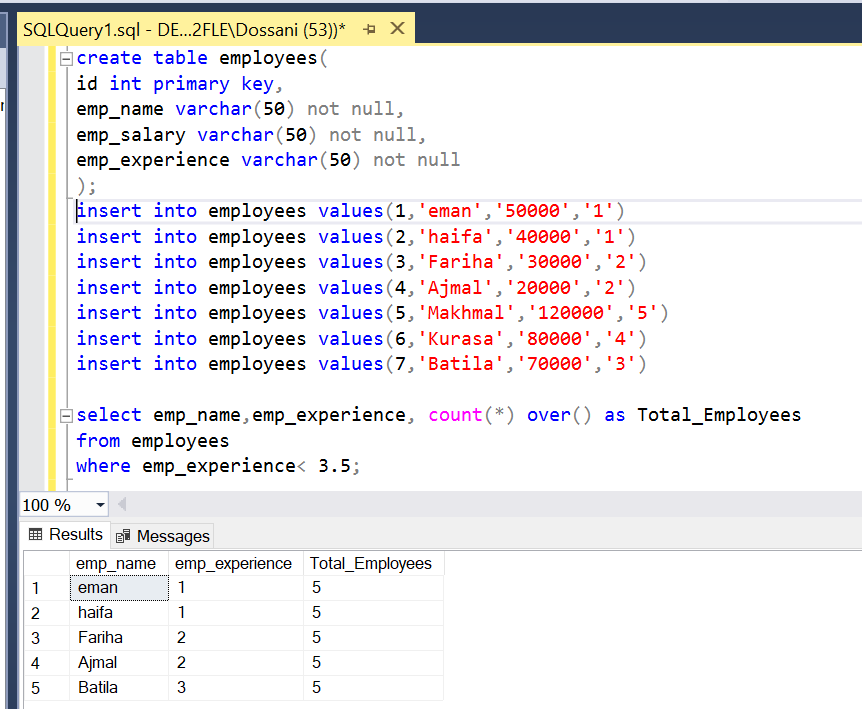 SQLQuery1.sql - DE...2FLE\Dossani (53))*
create table employees(
id int primary key,
emp_name varchar(50) not null,
emp_salary varchar(50) not null,
emp_experience varchar(50) not null
);
insert into employees values(1,'eman','50000','1')
insert into employees values(2,'haifa','40000','1')
insert into employees values(3,'Fariha','30000','2')
insert into employees values(4,'Ajmal','20000','2')
insert into employees values(5,'Makhmal','120000','5')
insert into employees values(6,'Kurasa','80000','4')
insert into employees values(7,'Batila','70000','3')
select emp_name,emp_experience, count(*) over() as Total_Employees
from employees
where emp_experience< 3.5;
100 %
Results Messages
emp_name emp_experience Total_Employees
1 eman 1 5
2 haifa 1 5
3 Fariha 2 5
4 Ajmal 2 5
5 Batila 3 5